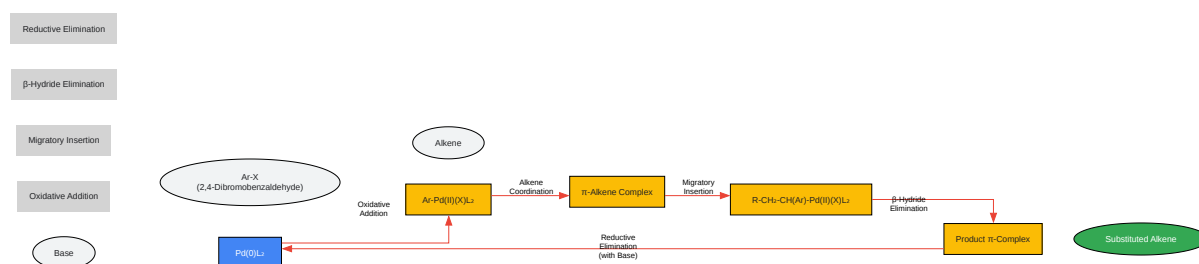 Reductive Elimination
β-Hydride Elimination
Migratory Insertion
Oxidative Addition
Base
Ar-X
(2,4-Dibromobenzaldehyde)
Alkene
Oxidative
Addition
Pd(0)L₂
Ar-Pd(II)(X)L₂
Alkene
Coordination
π-Alkene Complex
Migratory
Insertion
R-CH₂-CH(Ar)-Pd(II)(X)L₂
β-Hydride
Elimination
Reductive
Elimination
(with Base)
Product π-Complex
Substituted Alkene